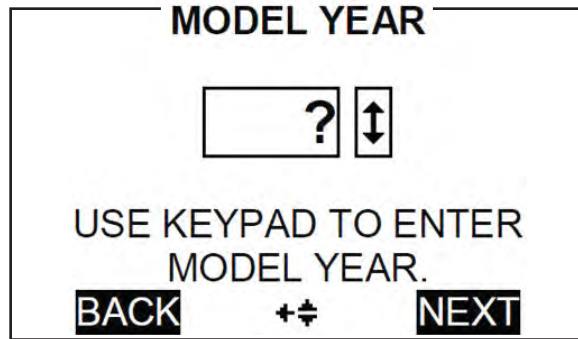 MODEL YEAR
? ↕
USE KEYPAD TO ENTER
MODEL YEAR.
BACK NEXT